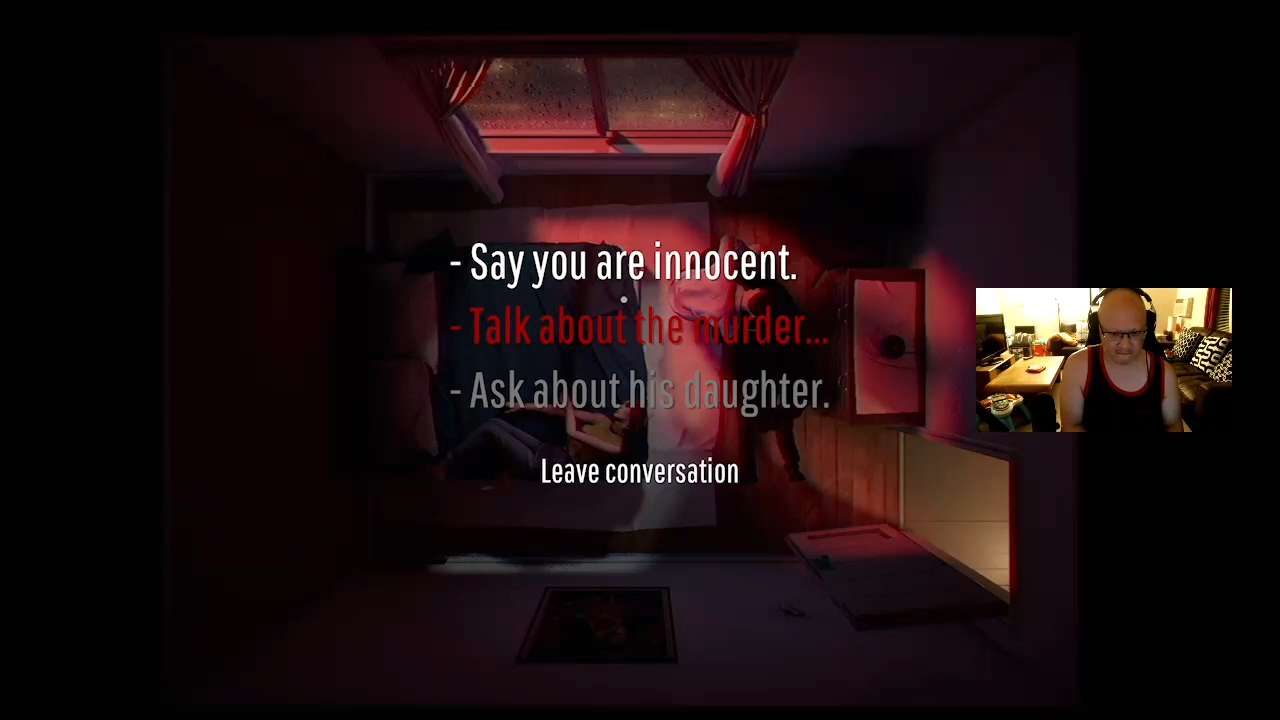 - Say you are innocent.
- Talk about the murder...
- Ask about his daughter.
Leave conversation